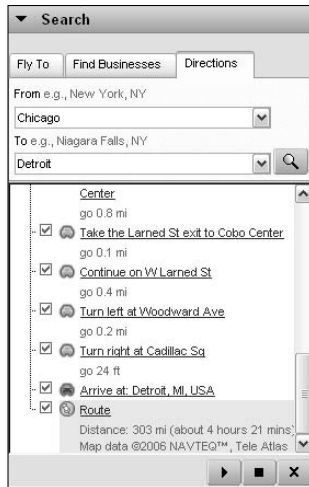 Search
Fly To Find Businesses Directions
From e.g., New York, NY
Chicago
To e.g., Niagara Falls, NY
Detroit
Center
go 0.8 mi
Take the Larned St exit to Cobo Center
go 0.1 mi
Continue on W Larned St
go 0.4 mi
Turn left at Woodward Ave
go 0.2 mi
Turn right at Cadillac Sq
go 24 ft
Arrive at: Detroit, MI, USA
Route
Distance: 303 mi (about 4 hours 21 mins)
Map data ©2006 NAVTEQ™, Tele Atlas